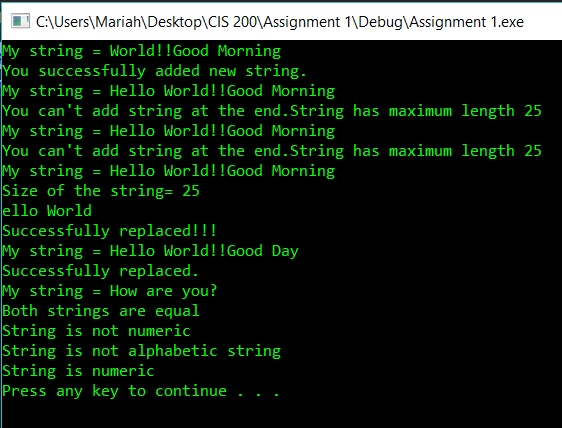 C:\Users\Mariah\Desktop\CIS 200\Assignment 1\Debug\Assignment 1.exe
My string = World!!Good Morning
You successfully added new string.
My string = Hello World!!Good Morning
You can't add string at the end.String has maximum length 25
My string = Hello World!!Good Morning
You can't add string at the end.String has maximum length 25
My string = Hello World!!Good Morning
Size of the string= 25
ello World
Successfully replaced!!!
My string = Hello World!!Good Day
Successfully replaced.
My string = How are you?
Both strings are equal
String is not numeric
String is not alphabetic string
String is numeric
Press any key to continue . . .